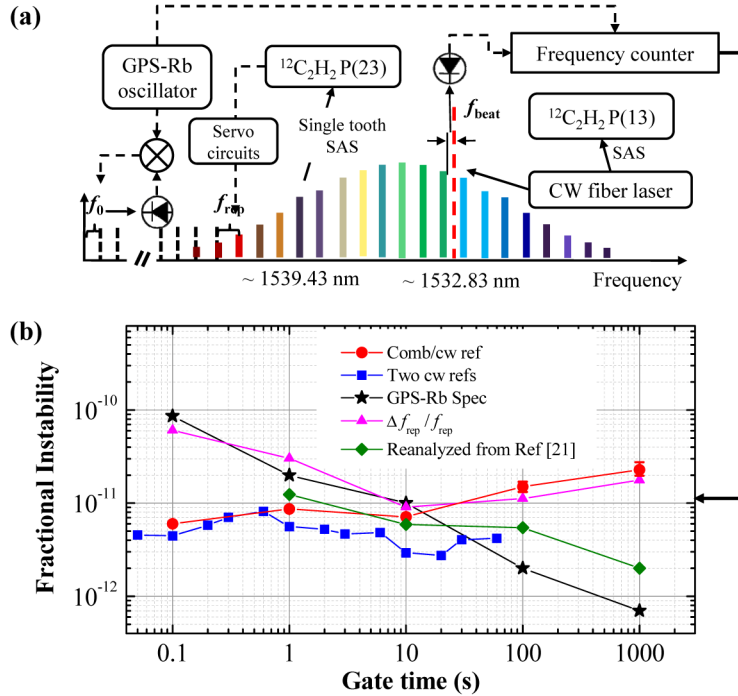 (a)
GPS-Rb
oscillator
¹²C₂H₂ P(23)
Frequency counter
Servo
circuits
Single tooth
SAS
f_beat
¹²C₂H₂ P(13)
SAS
CW fiber laser
f₀
f_rep
~ 1539.43 nm
~ 1532.83 nm
Frequency
(b)
Comb/cw ref
Two cw refs
GPS-Rb Spec
Δf_rep / f_rep
Reanalyzed from Ref [21]
Fractional Instability
10⁻¹⁰
10⁻¹¹
10⁻¹²
0.1 1 10 100 1000
Gate time (s)